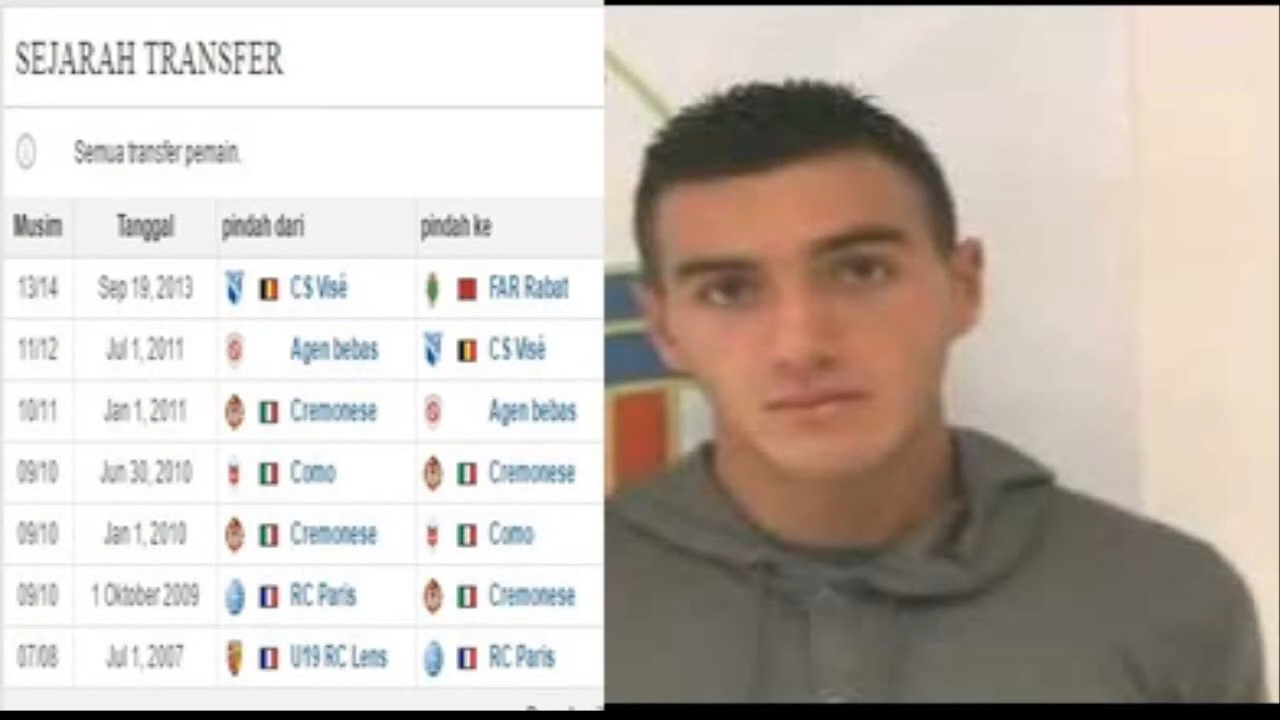 SEJARAH TRANSFER
Semua transfer pemain.
Musim Tanggal pindah dari pindah ke
13/14 Sep 19, 2013 CS Visé FAR Rabat
11/12 Jul 1, 2011 Agen bebas CS Visé
10/11 Jan 1, 2011 Cremonese Agen bebas
09/10 Jun 30, 2010 Como Cremonese
09/10 Jan 1, 2010 Cremonese Como
09/10 1 Oktober 2009 RC Paris Cremonese
07/08 Jul 1, 2007 U19 RC Lens RC Paris